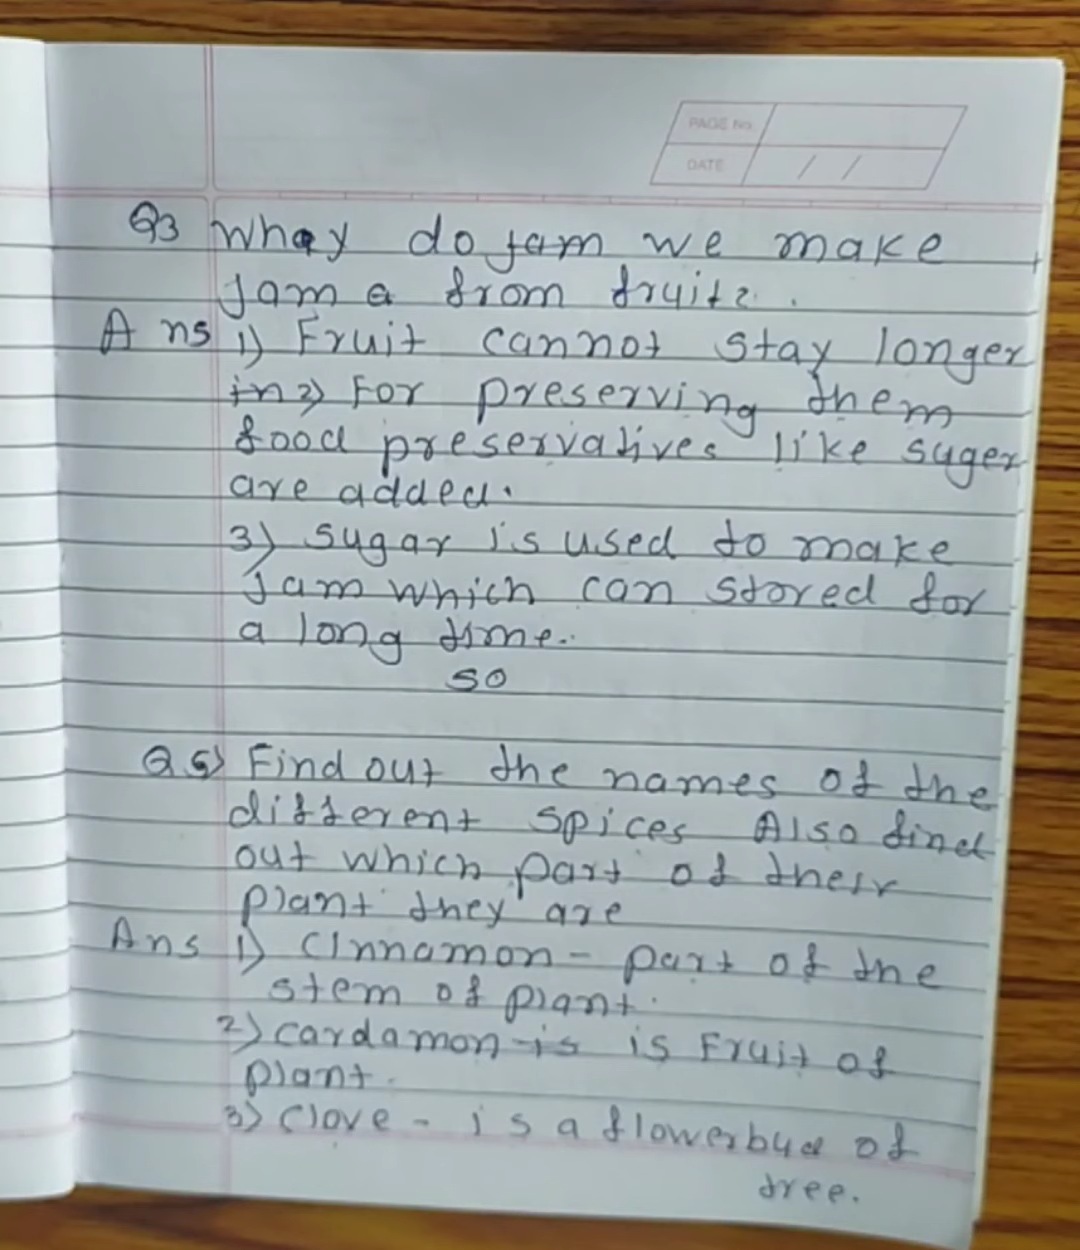 PAGE No.
DATE / /
Q3 Whay do jam we make
Jam a from fruit?.
Ans 1) Fruit cannot stay longer
in 2) For preserving them
food preservatives like suger
are added.
3) Sugar is used to make
Jam which can stored for
a long time.
so
Q5) Find out the names of the
different spices Also find
out which part of their
plant they are
Ans 1) Cinnamon - part of the
stem of plant.
2) cardamon is is Fruit of
plant.
3) Clove - is a flowerbud of
tree.